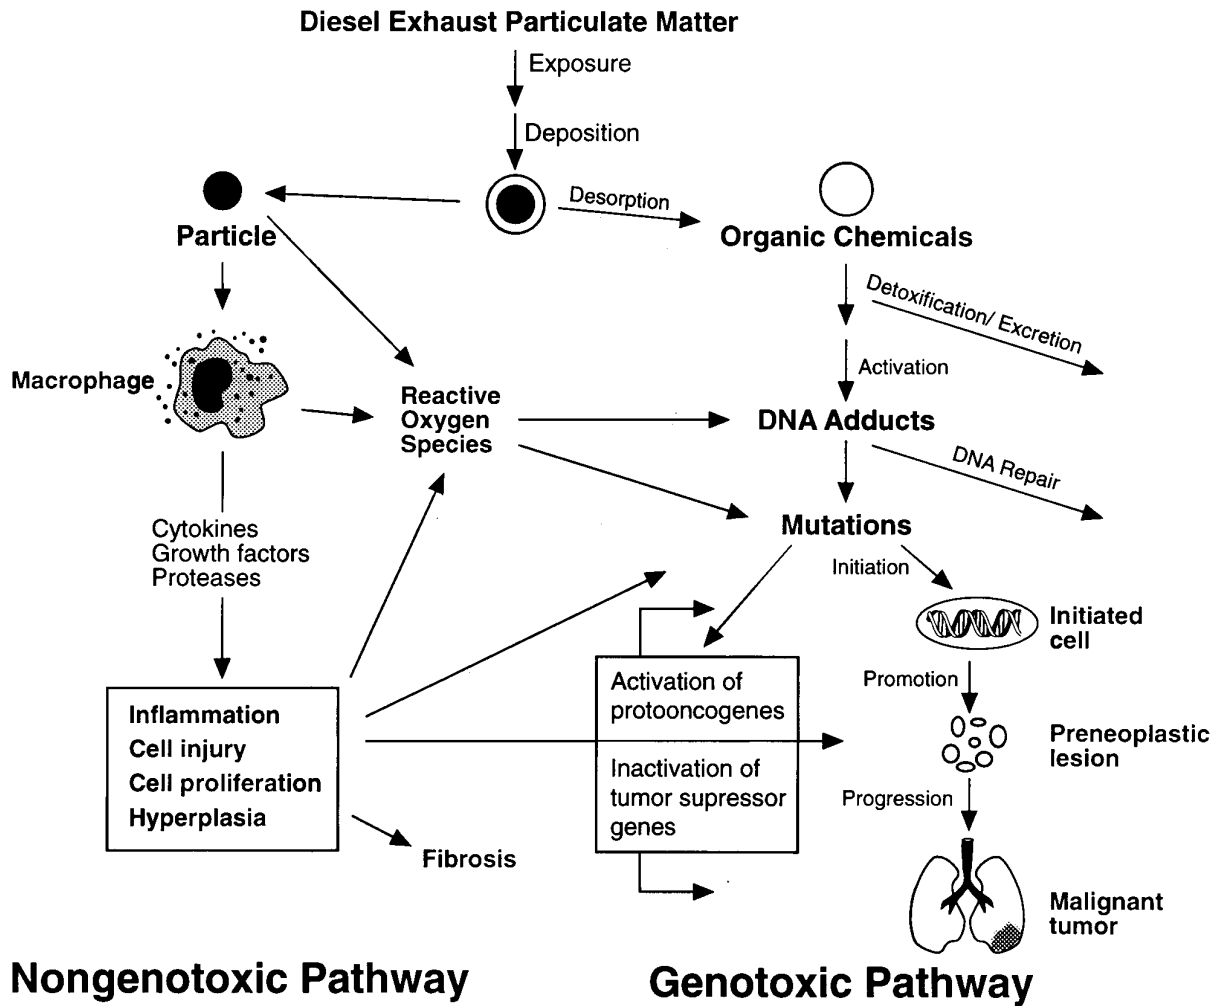 Diesel Exhaust Particulate Matter
Exposure
Deposition
Desorption
Particle
Organic Chemicals
Detoxification/ Excretion
Macrophage
Activation
Reactive
Oxygen
Species
DNA Adducts
DNA Repair
Cytokines
Growth factors
Proteases
Mutations
Initiation
Initiated
cell
Inflammation
Cell injury
Cell proliferation
Hyperplasia
Activation of
protooncogenes
Inactivation of
tumor supressor
genes
Promotion
Preneoplastic
lesion
Progression
Fibrosis
Malignant
tumor
Nongenotoxic Pathway
Genotoxic Pathway